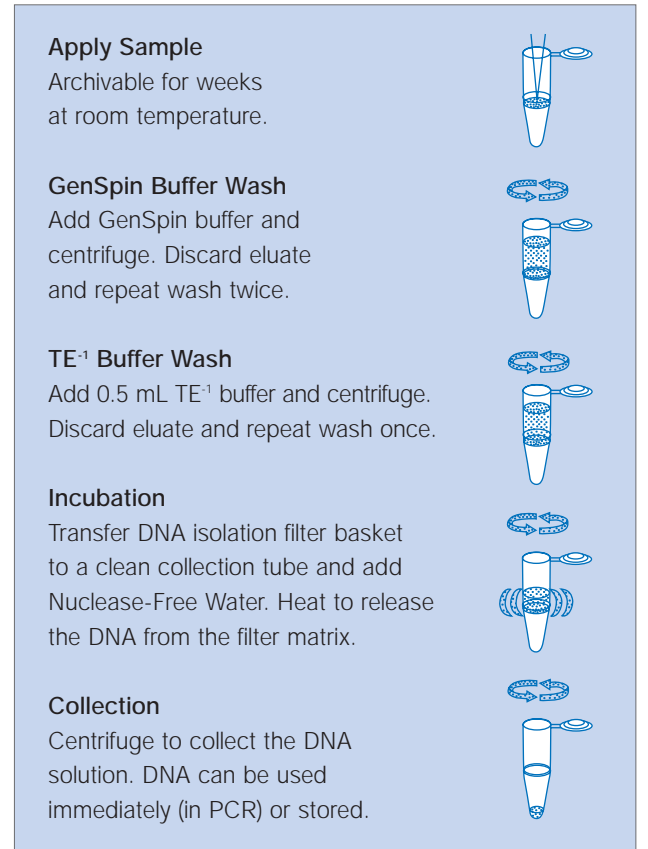 Apply Sample
Archivable for weeks
at room temperature.
GenSpin Buffer Wash
Add GenSpin buffer and
centrifuge. Discard eluate
and repeat wash twice.
TE⁻¹ Buffer Wash
Add 0.5 mL TE⁻¹ buffer and centrifuge.
Discard eluate and repeat wash once.
Incubation
Transfer DNA isolation filter basket
to a clean collection tube and add
Nuclease-Free Water. Heat to release
the DNA from the filter matrix.
Collection
Centrifuge to collect the DNA
solution. DNA can be used
immediately (in PCR) or stored.